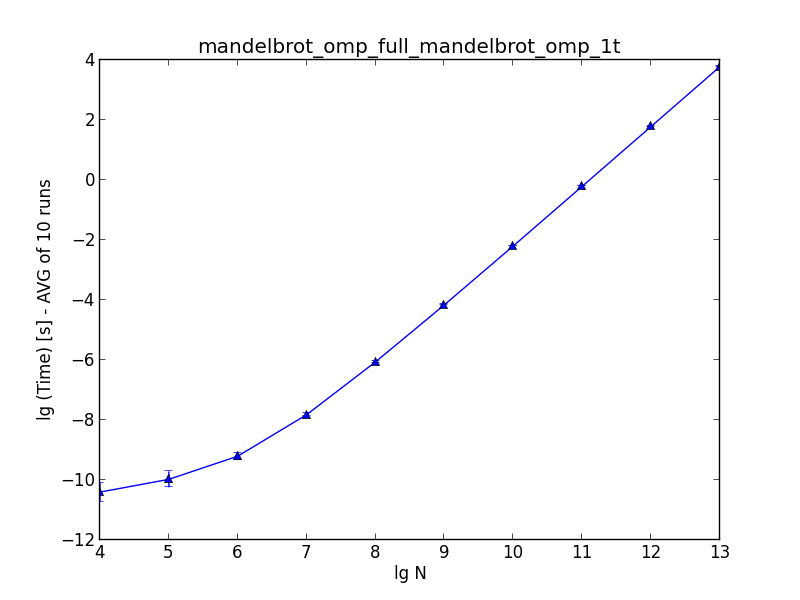 mandelbrot_omp_full_mandelbrot_omp_1t
4
2
0
−2
−4
−6
−8
−10
−12
lg (Time) [s] - AVG of 10 runs
4 5 6 7 8 9 10 11 12 13
lg N